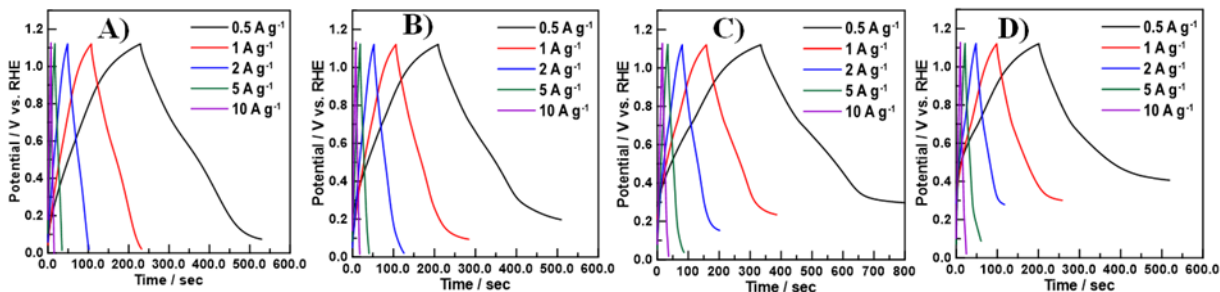 A)
0.5 A g⁻¹
1 A g⁻¹
2 A g⁻¹
5 A g⁻¹
10 A g⁻¹
Potential / V vs. RHE
1.2
1.0
0.8
0.6
0.4
0.2
0.0
0 100.0 200.0 300.0 400.0 500.0 600.0
Time / sec
B)
0.5 A g⁻¹
1 A g⁻¹
2 A g⁻¹
5 A g⁻¹
10 A g⁻¹
Potential / V vs. RHE
1.2
1.0
0.8
0.6
0.4
0.2
0.0
0.0 100.0 200.0 300.0 400.0 500.0 600.0
Time / sec
C)
0.5 A g⁻¹
1 A g⁻¹
2 A g⁻¹
5 A g⁻¹
10 A g⁻¹
Potential / V vs. RHE
1.2
1.0
0.8
0.6
0.4
0.2
0.0
0 100 200 300 400 500 600 700 800
Time / sec
D)
0.5 A g⁻¹
1 A g⁻¹
2 A g⁻¹
5 A g⁻¹
10 A g⁻¹
Potential / V vs. RHE
1.2
1.0
0.8
0.6
0.4
0.2
0.0
0.0 100.0 200.0 300.0 400.0 500.0 600.0
Time / sec